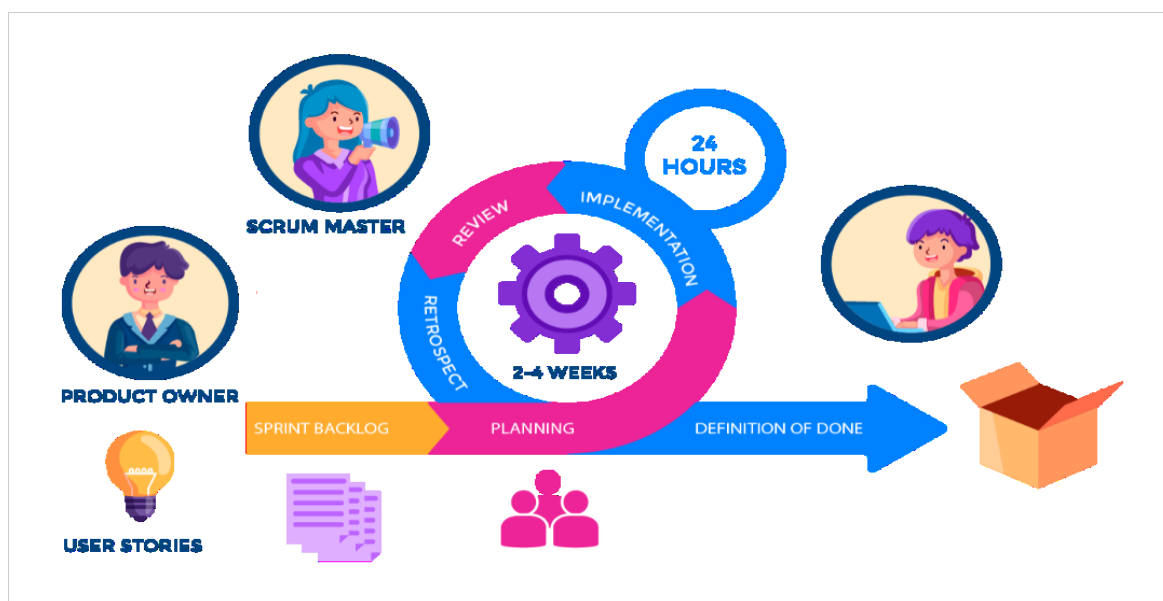 SCRUM MASTER
PRODUCT OWNER
USER STORIES
SPRINT BACKLOG
PLANNING
IMPLEMENTATION
24
HOURS
REVIEW
RETROSPECT
2-4 WEEKS
DEFINITION OF DONE